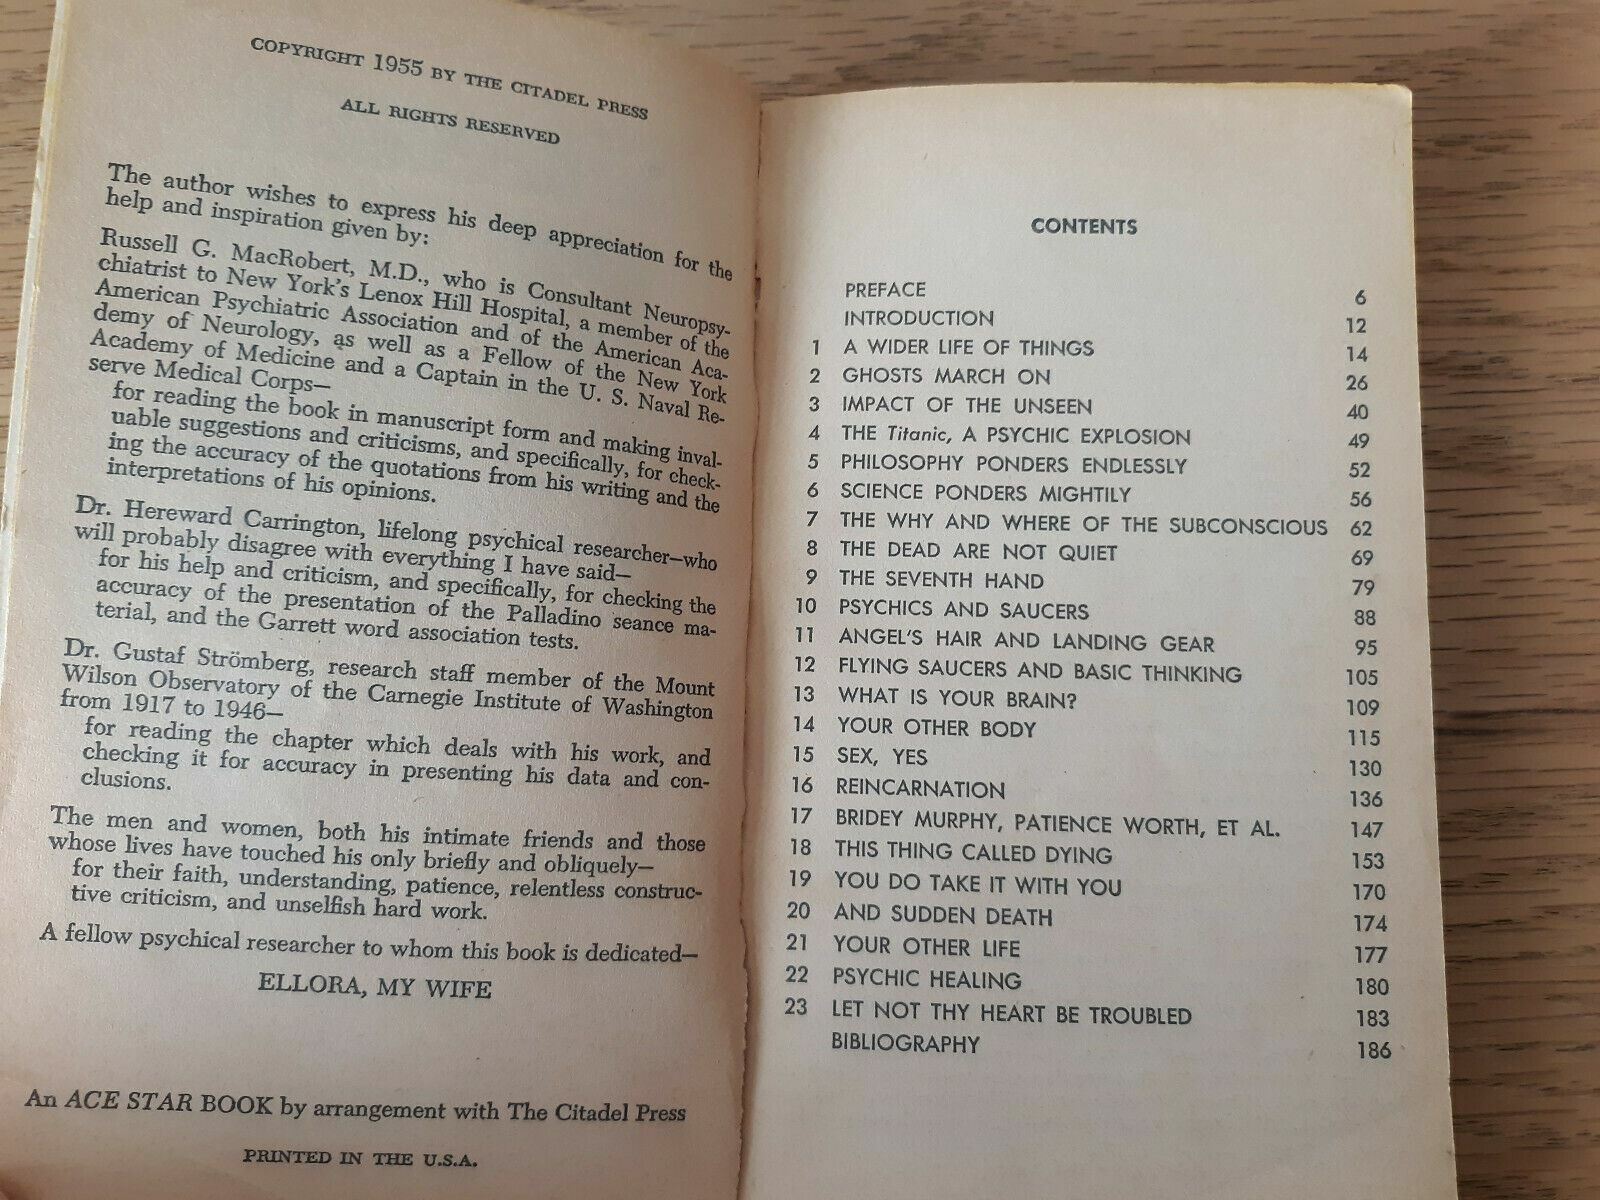 COPYRIGHT 1955 BY THE CITADEL PRESS
ALL RIGHTS RESERVED
The author wishes to express his deep appreciation for the
help and inspiration given by:
Russell G. MacRobert, M.D., who is Consultant Neuropsy-
chiatrist to New York's Lenox Hill Hospital, a member of the
American Psychiatric Association and of the American Aca-
demy of Neurology, as well as a Fellow of the New York
Academy of Medicine and a Captain in the U. S. Naval Re-
serve Medical Corps—
for reading the book in manuscript form and making inval-
uable suggestions and criticisms, and specifically, for check-
ing the accuracy of the quotations from his writing and the
interpretations of his opinions.
Dr. Hereward Carrington, lifelong psychical researcher—who
will probably disagree with everything I have said—
for his help and criticism, and specifically, for checking the
accuracy of the presentation of the Palladino seance ma-
terial, and the Garrett word association tests.
Dr. Gustaf Strömberg, research staff member of the Mount
Wilson Observatory of the Carnegie Institute of Washington
from 1917 to 1946—
for reading the chapter which deals with his work, and
checking it for accuracy in presenting his data and con-
clusions.
The men and women, both his intimate friends and those
whose lives have touched his only briefly and obliquely—
for their faith, understanding, patience, relentless construc-
tive criticism, and unselfish hard work.
A fellow psychical researcher to whom this book is dedicated—
ELLORA, MY WIFE
An ACE STAR BOOK by arrangement with The Citadel Press
PRINTED IN THE U.S.A.
CONTENTS
PREFACE 6
INTRODUCTION 12
1 A WIDER LIFE OF THINGS 14
2 GHOSTS MARCH ON 26
3 IMPACT OF THE UNSEEN 40
4 THE Titanic, A PSYCHIC EXPLOSION 49
5 PHILOSOPHY PONDERS ENDLESSLY 52
6 SCIENCE PONDERS MIGHTILY 56
7 THE WHY AND WHERE OF THE SUBCONSCIOUS 62
8 THE DEAD ARE NOT QUIET 69
9 THE SEVENTH HAND 79
10 PSYCHICS AND SAUCERS 88
11 ANGEL'S HAIR AND LANDING GEAR 95
12 FLYING SAUCERS AND BASIC THINKING 105
13 WHAT IS YOUR BRAIN? 109
14 YOUR OTHER BODY 115
15 SEX, YES 130
16 REINCARNATION 136
17 BRIDEY MURPHY, PATIENCE WORTH, ET AL. 147
18 THIS THING CALLED DYING 153
19 YOU DO TAKE IT WITH YOU 170
20 AND SUDDEN DEATH 174
21 YOUR OTHER LIFE 177
22 PSYCHIC HEALING 180
23 LET NOT THY HEART BE TROUBLED 183
BIBLIOGRAPHY 186